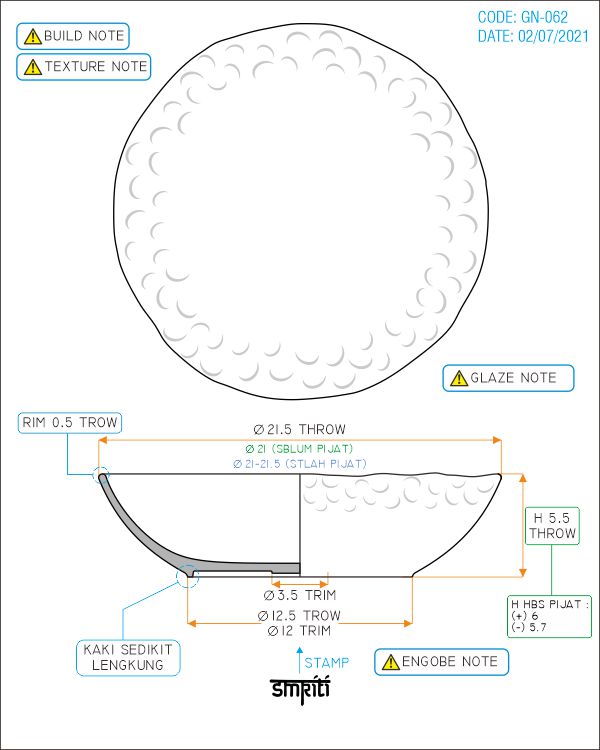 CODE: GN-062
DATE: 02/07/2021
BUILD NOTE
TEXTURE NOTE
GLAZE NOTE
RIM 0.5 TROW
Ø 21.5 THROW
Ø 21 (SBLUM PIJAT)
Ø 21-21.5 (STLAH PIJAT)
H 5.5
THROW
Ø 3.5 TRIM
H HBS PIJAT :
(+) 6
(-) 5.7
Ø 12.5 TROW
Ø 12 TRIM
KAKI SEDIKIT
LENGKUNG
STAMP
ENGOBE NOTE
smriti